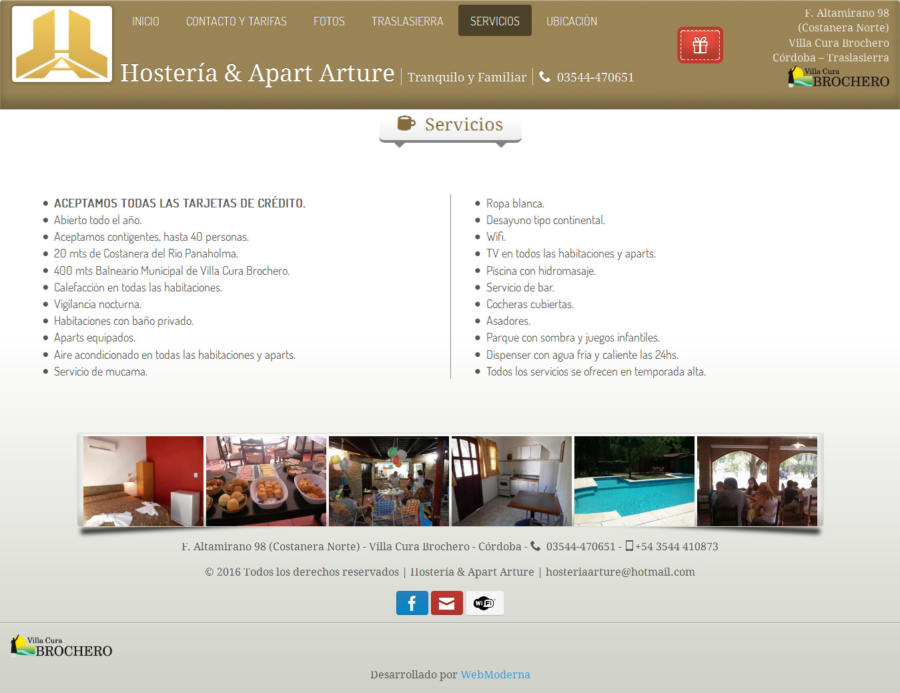 INICIO
CONTACTO Y TARIFAS
FOTOS
TRASLASIERRA
SERVICIOS
UBICACIÓN
Hostería & Apart Arture | Tranquilo y Familiar | 03544-470651
F. Altamirano 98
(Costanera Norte)
Villa Cura Brochero
Córdoba – Traslasierra
Villa Cura
BROCHERO
Servicios
ACEPTAMOS TODAS LAS TARJETAS DE CRÉDITO.
Abierto todo el año.
Aceptamos contigentes, hasta 40 personas.
20 mts de Costanera del Rio Panaholma.
400 mts Balneario Municipal de Villa Cura Brochero.
Calefacción en todas las habitaciones.
Vigilancia nocturna.
Habitaciones con baño privado.
Aparts equipados.
Aire acondicionado en todas las habitaciones y aparts.
Servicio de mucama.
Ropa blanca.
Desayuno tipo continental.
Wifi.
TV en todos las habitaciones y aparts.
Piscina con hidromasaje.
Servicio de bar.
Cocheras cubiertas.
Asadores.
Parque con sombra y juegos infantiles.
Dispenser con agua fria y caliente las 24hs.
Todos los servicios se ofrecen en temporada alta.
F. Altamirano 98 (Costanera Norte) - Villa Cura Brochero - Córdoba - 03544-470651 - +54 3544 410873
© 2016 Todos los derechos reservados | Hostería & Apart Arture | hosteriaarture@hotmail.com
Wi Fi
Villa Cura
BROCHERO
Desarrollado por WebModerna